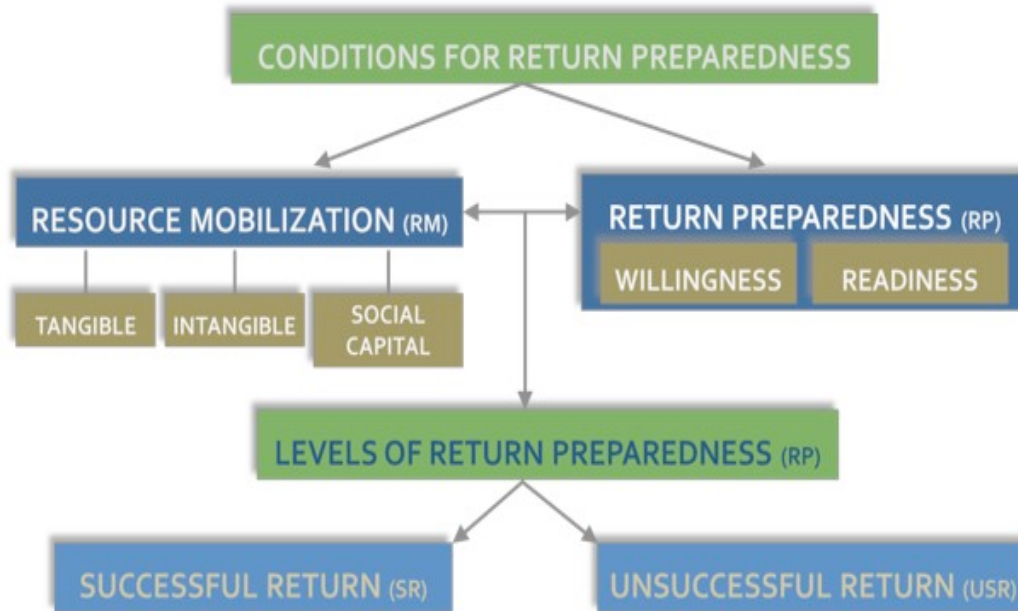 CONDITIONS FOR RETURN PREPAREDNESS
RESOURCE MOBILIZATION (RM)
RETURN PREPAREDNESS (RP)
WILLINGNESS
READINESS
TANGIBLE
INTANGIBLE
SOCIAL
CAPITAL
LEVELS OF RETURN PREPAREDNESS (RP)
SUCCESSFUL RETURN (SR)
UNSUCCESSFUL RETURN (USR)